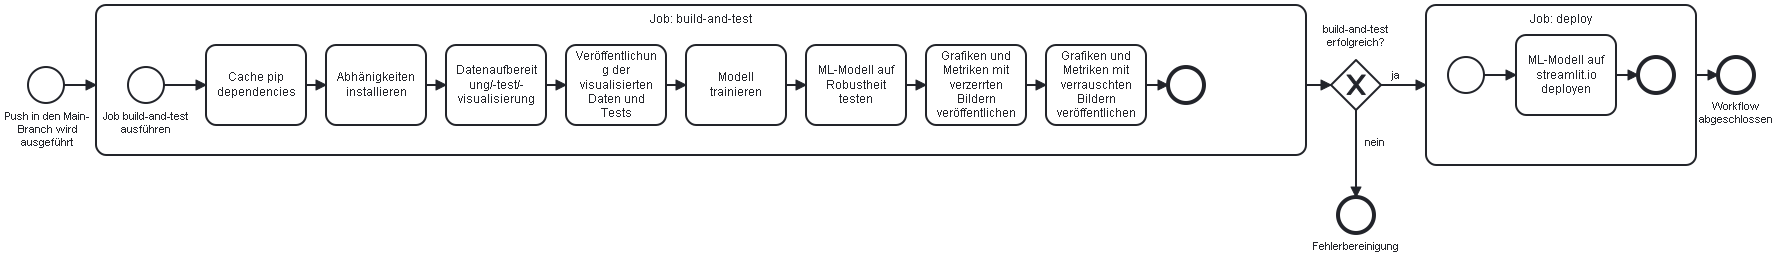 Push in den Main-
Branch wird
ausgeführt
Job: build-and-test
Job build-and-test
ausführen
Cache pip
dependencies
Abhänigkeiten
installieren
Datenaufbereit
ung/-test/-
visualisierung
Veröffentlichun
g der
visualisierten
Daten und
Tests
Modell
trainieren
ML-Modell auf
Robustheit
testen
Grafiken und
Metriken mit
verzerrten
Bildern
veröffentlichen
Grafiken und
Metriken mit
verrauschten
Bildern
veröffentlichen
build-and-test
erfolgreich?
ja
nein
Fehlerbereinigung
Job: deploy
ML-Modell auf
streamlit.io
deployen
Workflow
abgeschlossen